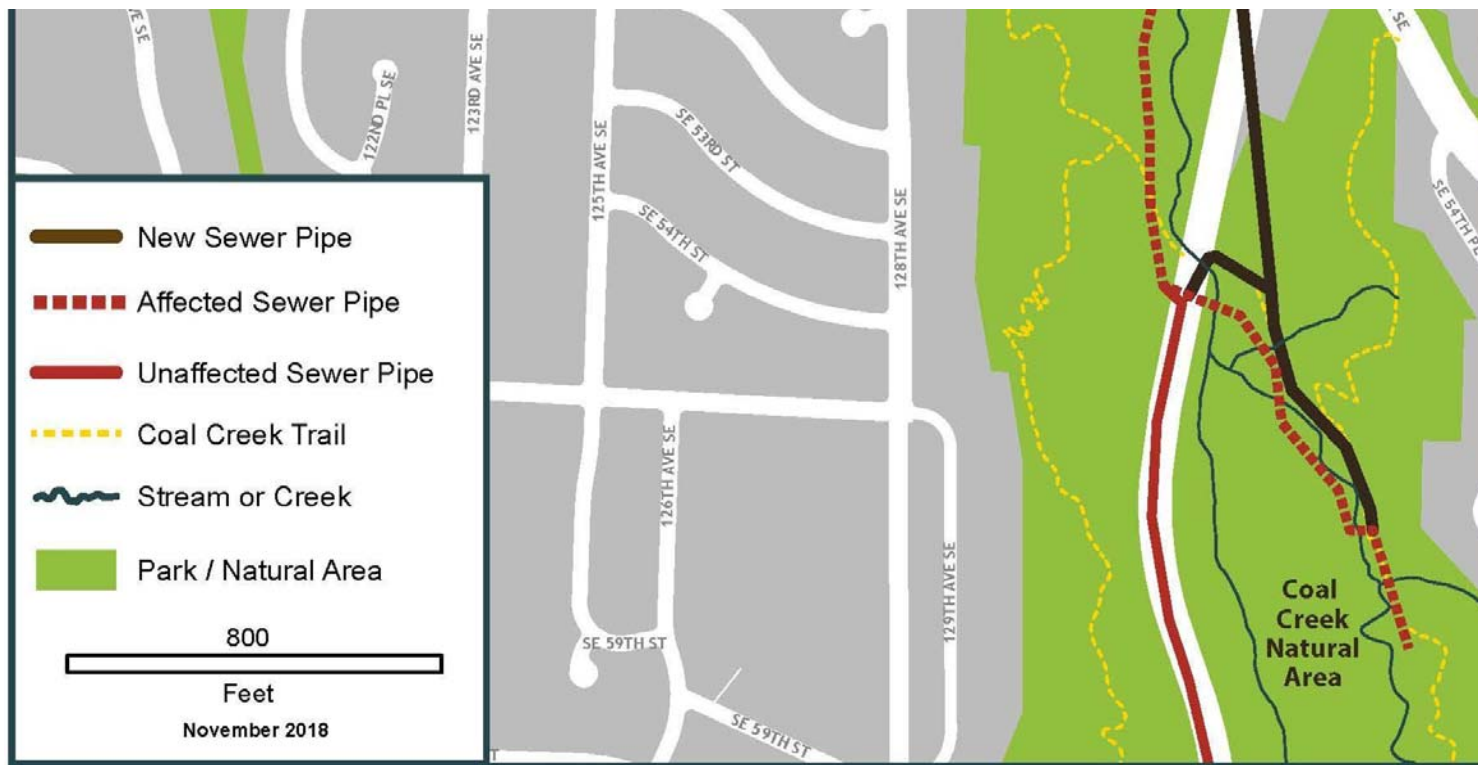 VE SE
122ND PL SE
123RD AVE SE
125TH AVE SE
SE 53RD ST
SE 54TH ST
128TH AVE SE
SE 54TH PL
New Sewer Pipe
Affected Sewer Pipe
Unaffected Sewer Pipe
Coal Creek Trail
Stream or Creek
Park / Natural Area
800
Feet
November 2018
126TH AVE SE
129TH AVE SE
SE 59TH ST
SE 59TH ST
T
Coal
Creek
Natural
Area